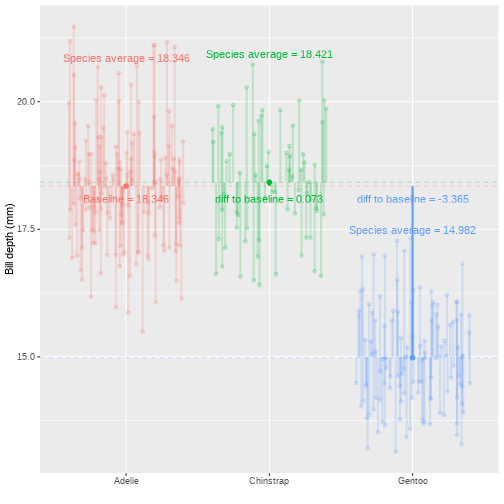 Species average = 18.421
Species average = 18.346
20.0
Baseline = 18.346
diff to baseline = 0.073
diff to baseline = -3.365
17.5
Species average = 14.982
15.0
Bill depth (mm)
Adelie
Chinstrap
Gentoo